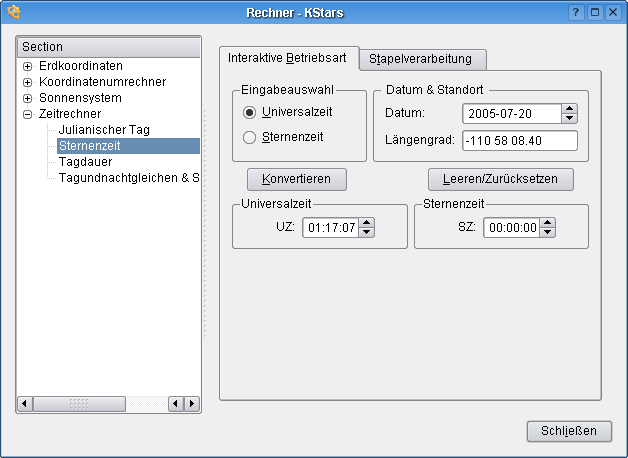 Rechner - KStars
Section
Erdkoordinaten
Koordinatenumrechner
Sonnensystem
Zeitrechner
Julianischer Tag
Sternenzeit
Tagdauer
Tagundnachtgleichen & S
Interaktive Betriebsart
Stapelverarbeitung
Eingabeauswahl
Universalzeit
Sternenzeit
Datum & Standort
Datum: 2005-07-20
Längengrad: -110 58 08.40
Konvertieren
Leeren/Zurücksetzen
Universalzeit
UZ: 01:17:07
Sternenzeit
SZ: 00:00:00
Schließen